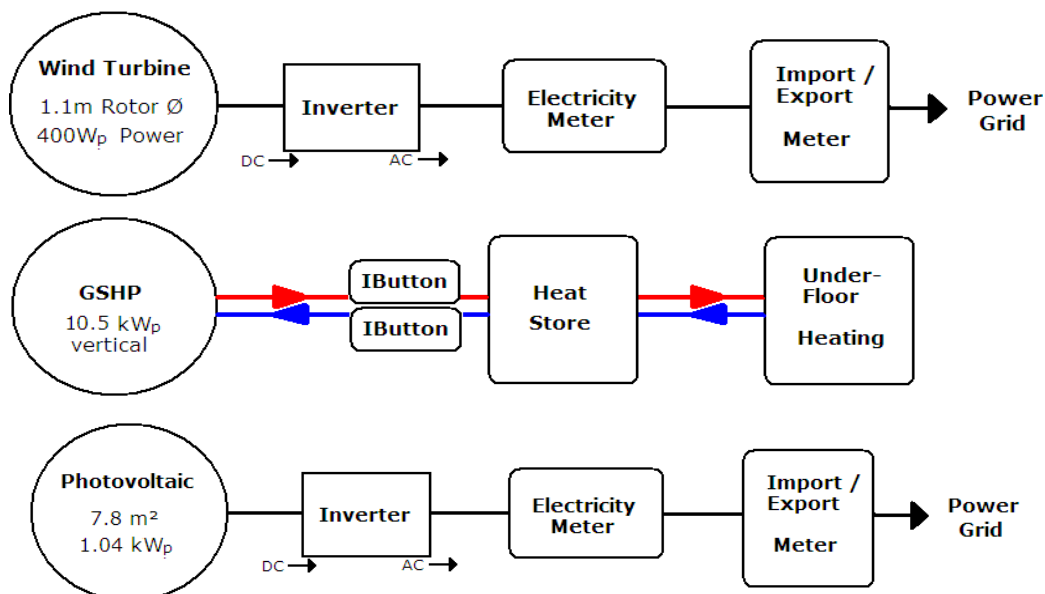 Wind Turbine
1.1m Rotor Ø
400Wₚ Power
Inverter
DC
AC
Electricity
Meter
Import /
Export
Meter
Power
Grid
GSHP
10.5 kWₚ
vertical
IButton
IButton
Heat
Store
Under-
Floor
Heating
Photovoltaic
7.8 m²
1.04 kWₚ
Inverter
DC
AC
Electricity
Meter
Import /
Export
Meter
Power
Grid